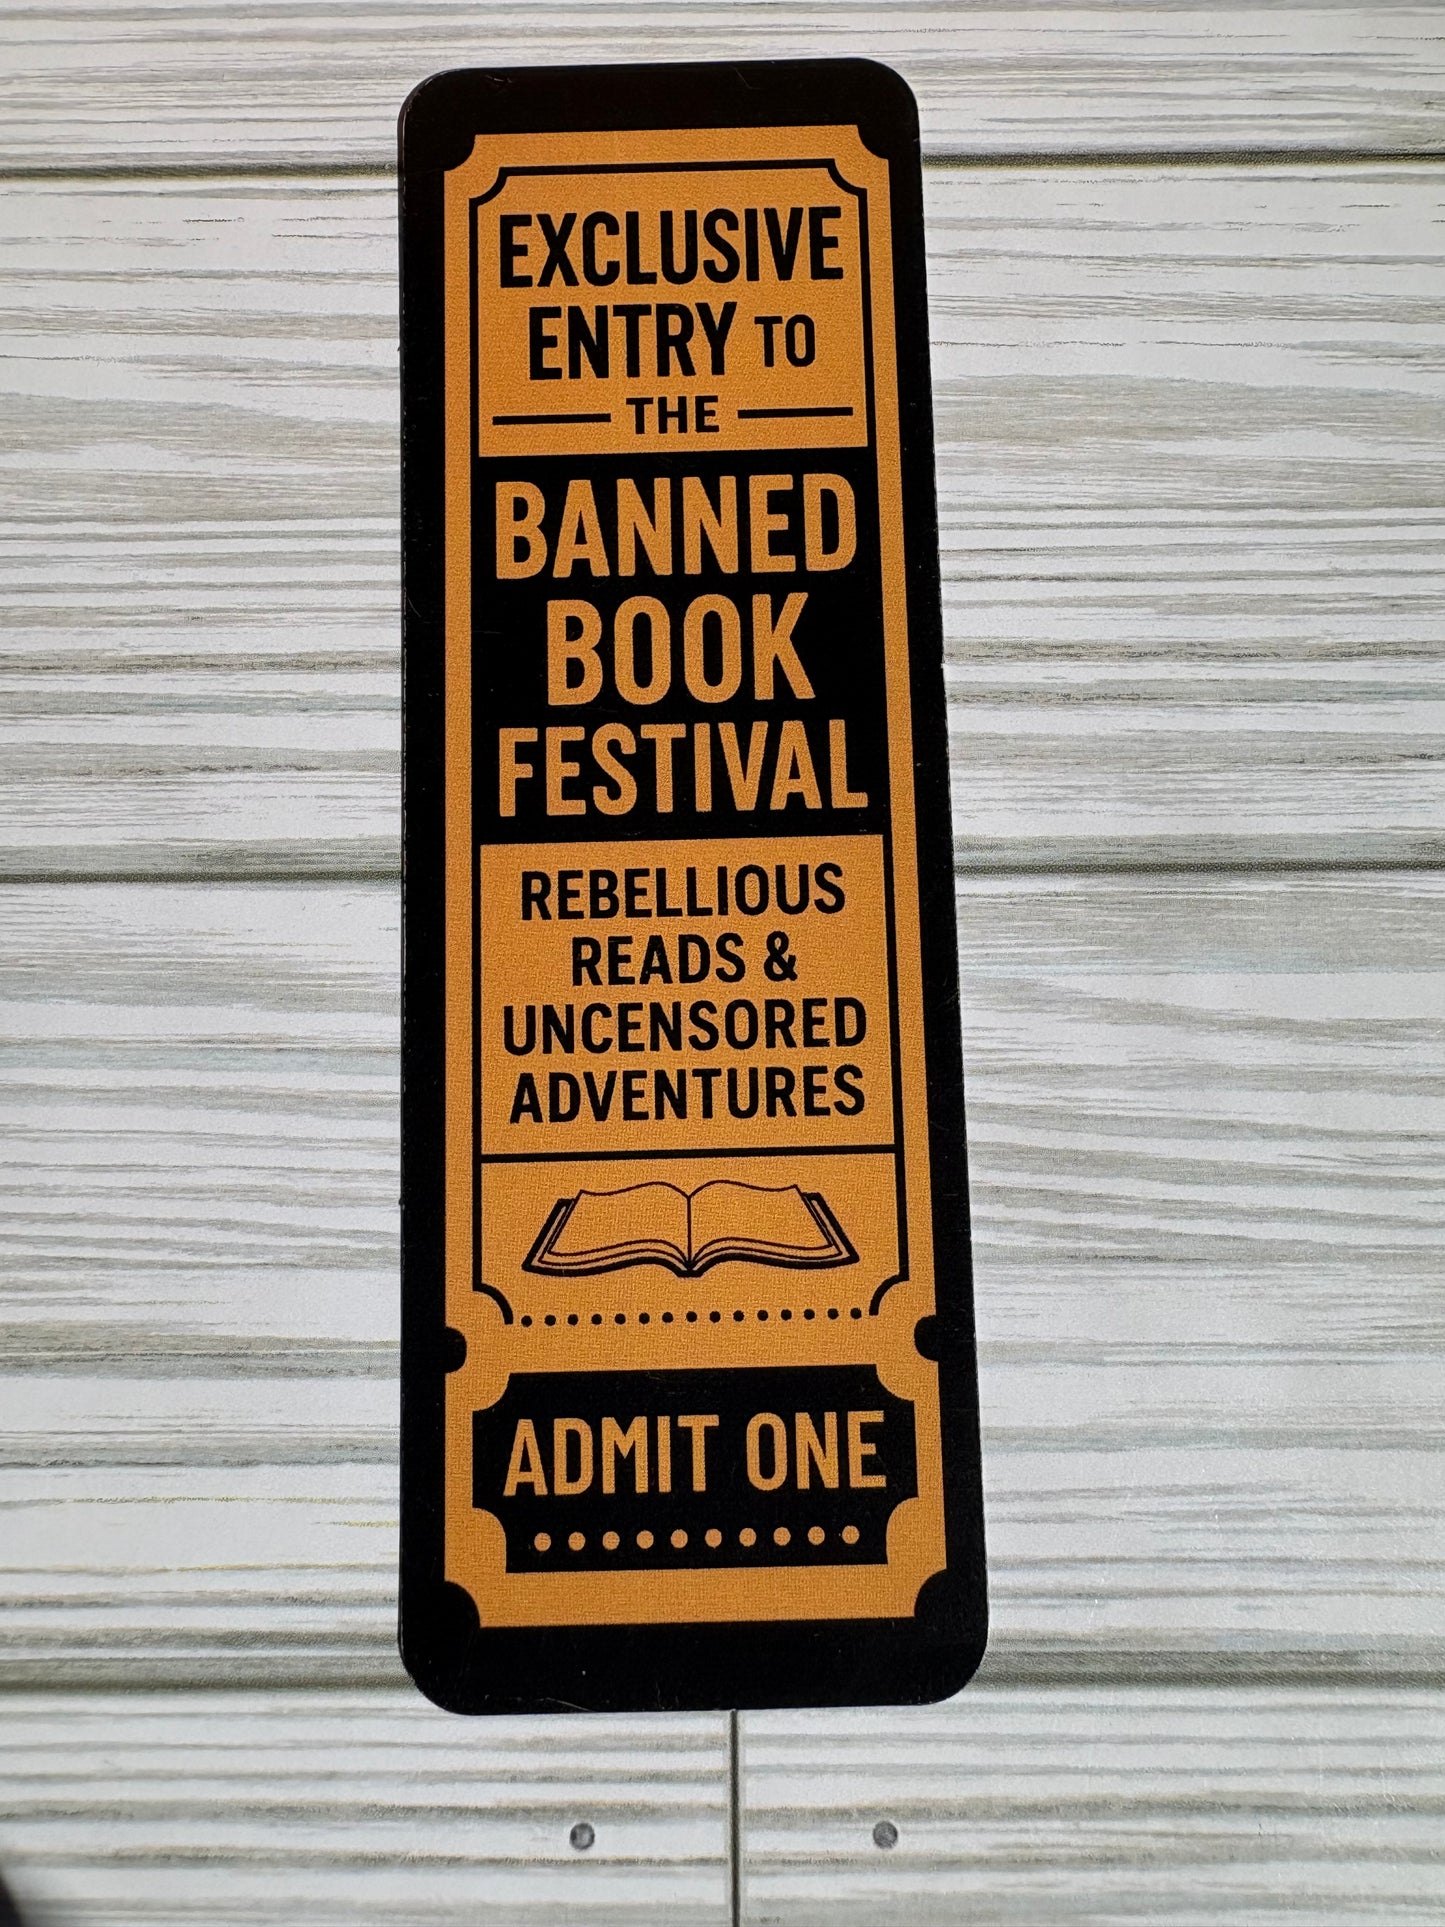 EXCLUSIVE
ENTRY TO
THE
BANNED
BOOK
FESTIVAL
REBELLIOUS
READS &
UNCENSORED
ADVENTURES
ADMIT ONE